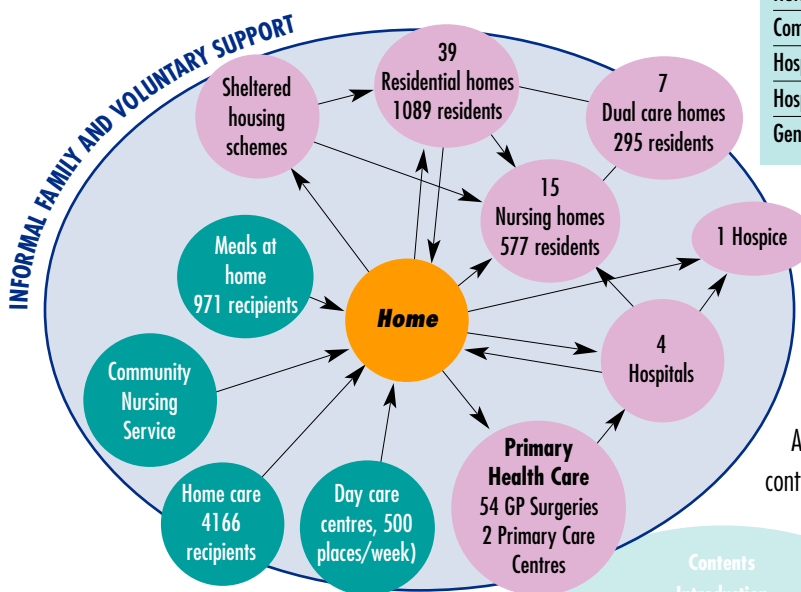 INFORMAL FAMILY AND VOLUNTARY SUPPORT
Sheltered
housing
schemes
39
Residential homes
1089 residents
7
Dual care homes
295 residents
15
Nursing homes
577 residents
1 Hospice
Meals at
home
971 recipients
Home
4
Hospitals
Community
Nursing
Service
Home care
4166
recipients
Day care
centres, 500
places/week)
Primary
Health Care
54 GP Surgeries
2 Primary Care
Centres
Com
Hosp
Hosp
Gen
A
cont
Contents
Introduction